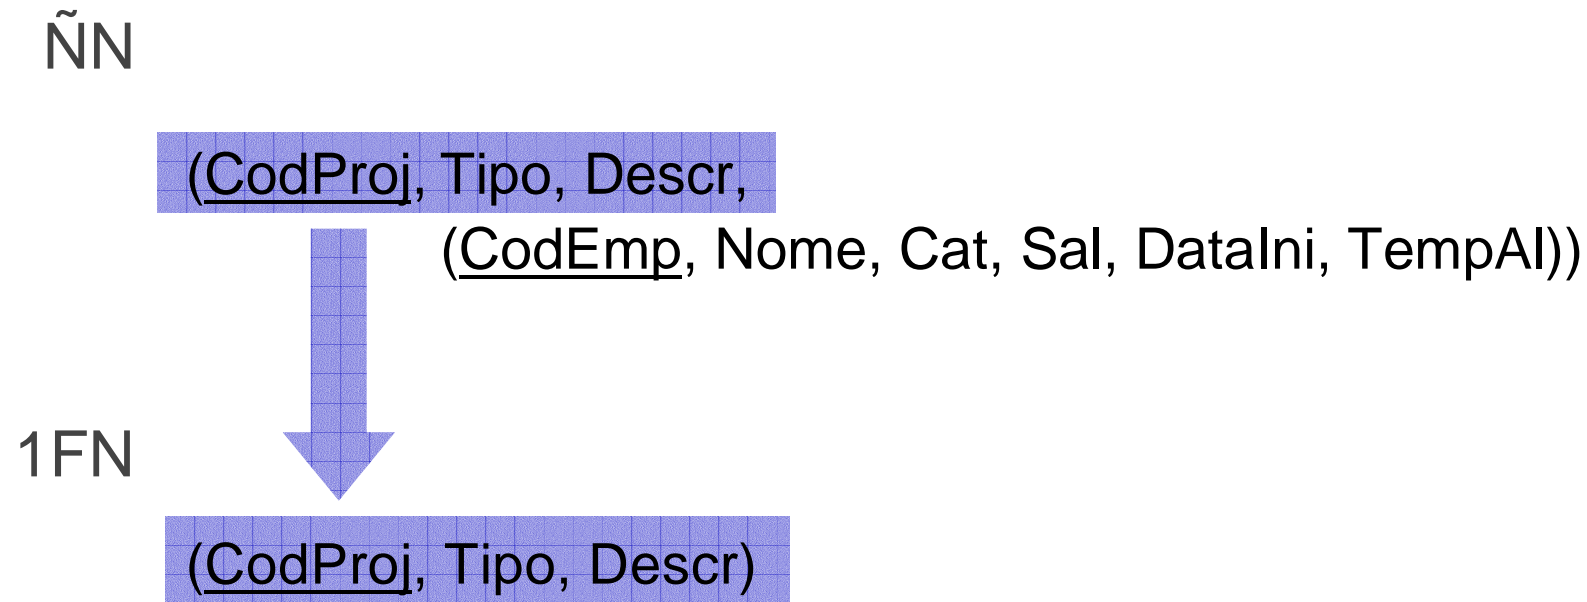 ÑN
(CodProj, Tipo, Descr,
(CodEmp, Nome, Cat, Sal, DataIni, TempAl))
1FN
(CodProj, Tipo, Descr)